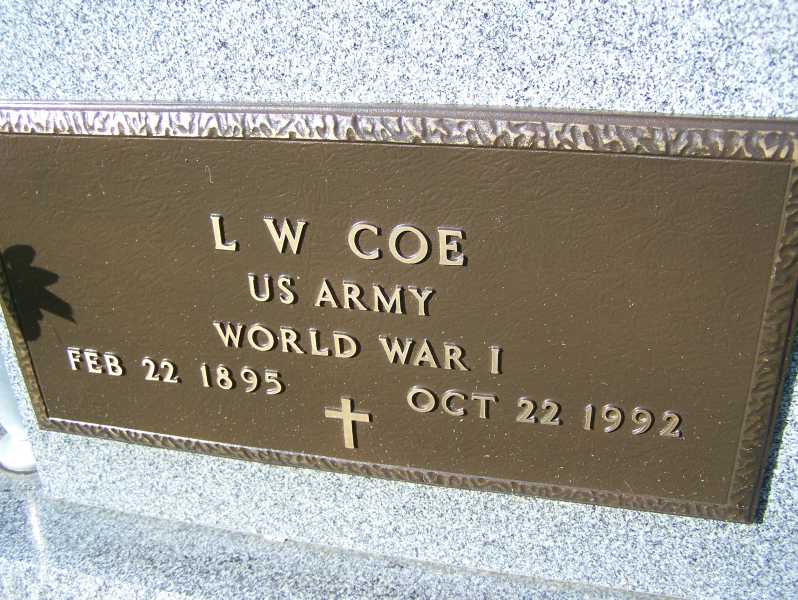 L W COE
US ARMY
WORLD WAR I
FEB 22 1895 OCT 22 1992